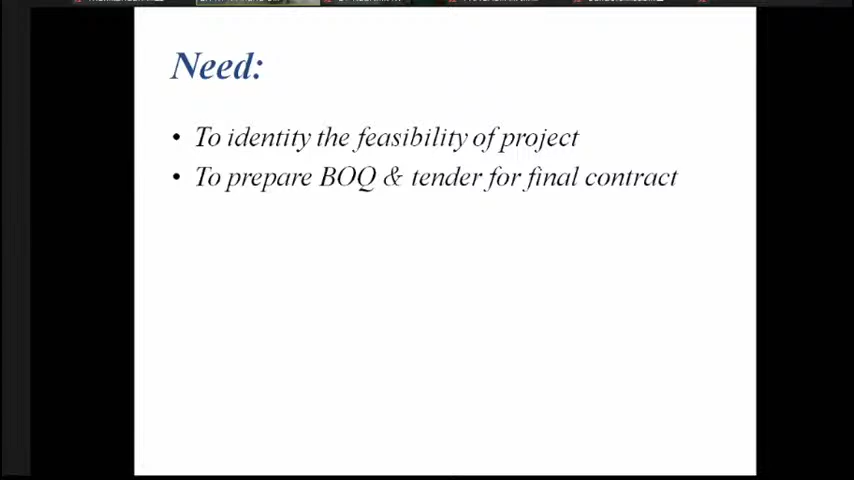 Need:
• To identity the feasibility of project
• To prepare BOQ & tender for final contract